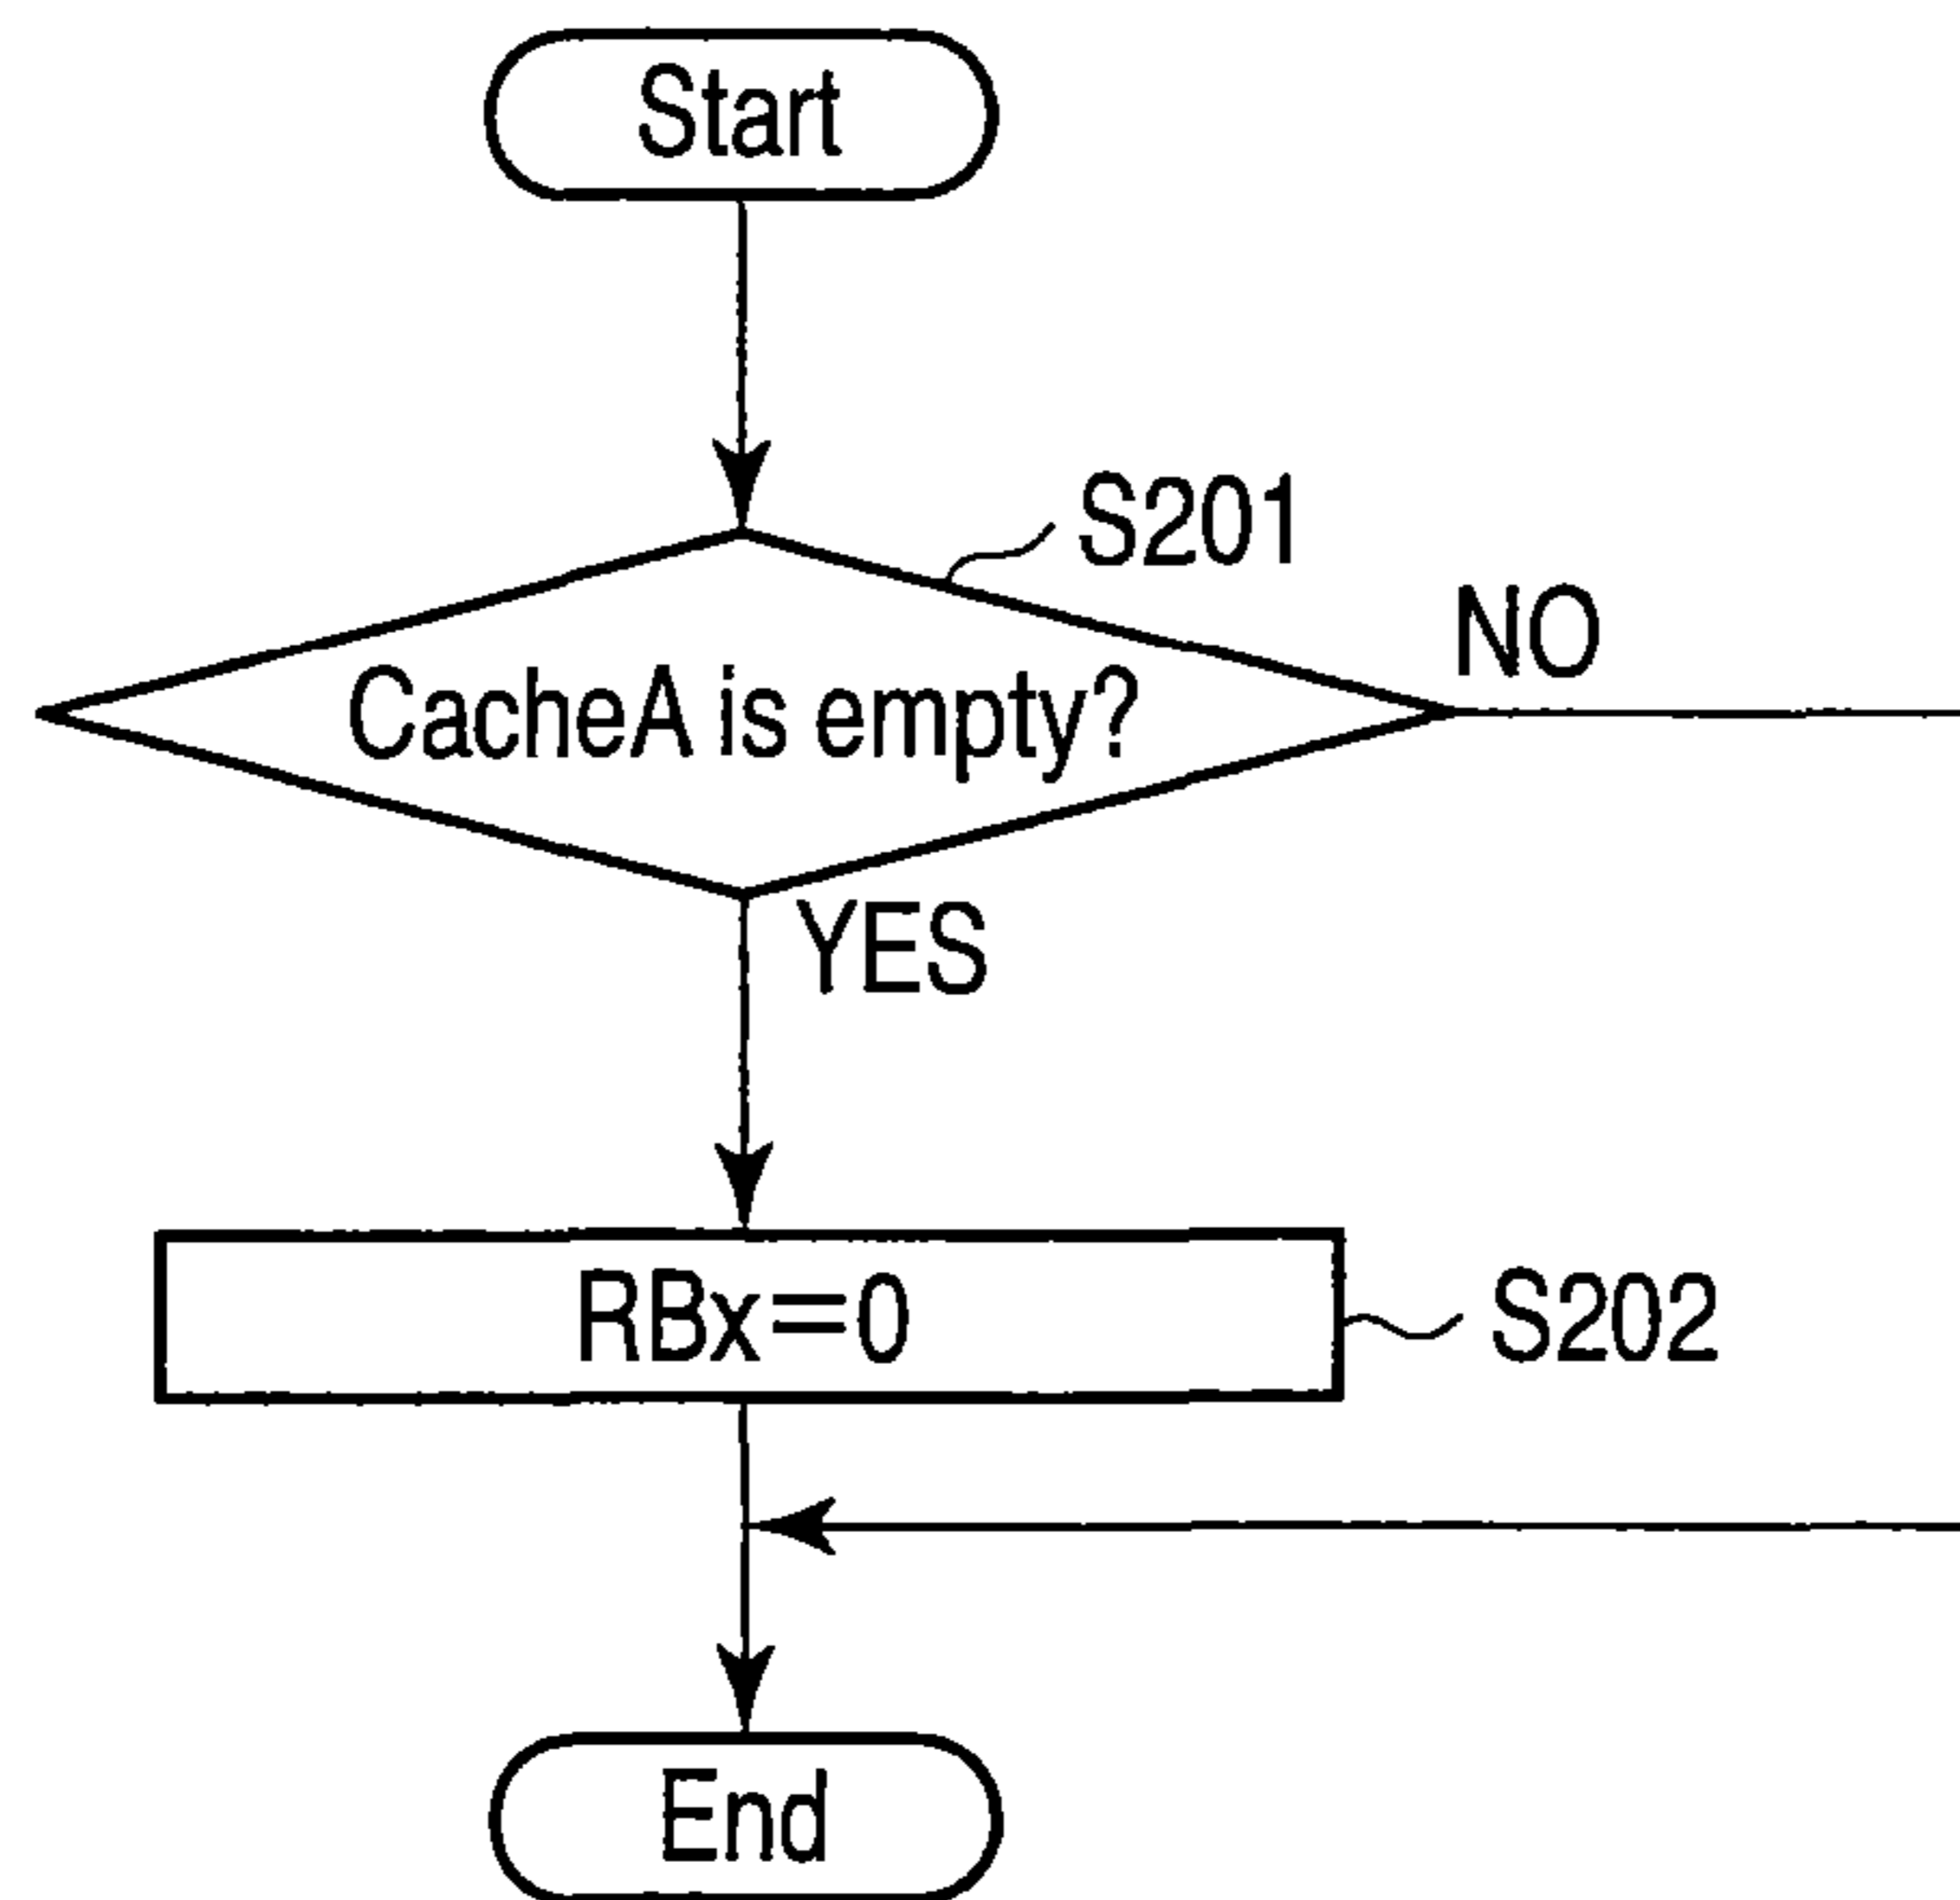 Start
S201
NO
CacheA is empty?
YES
RBx=0
S202
End